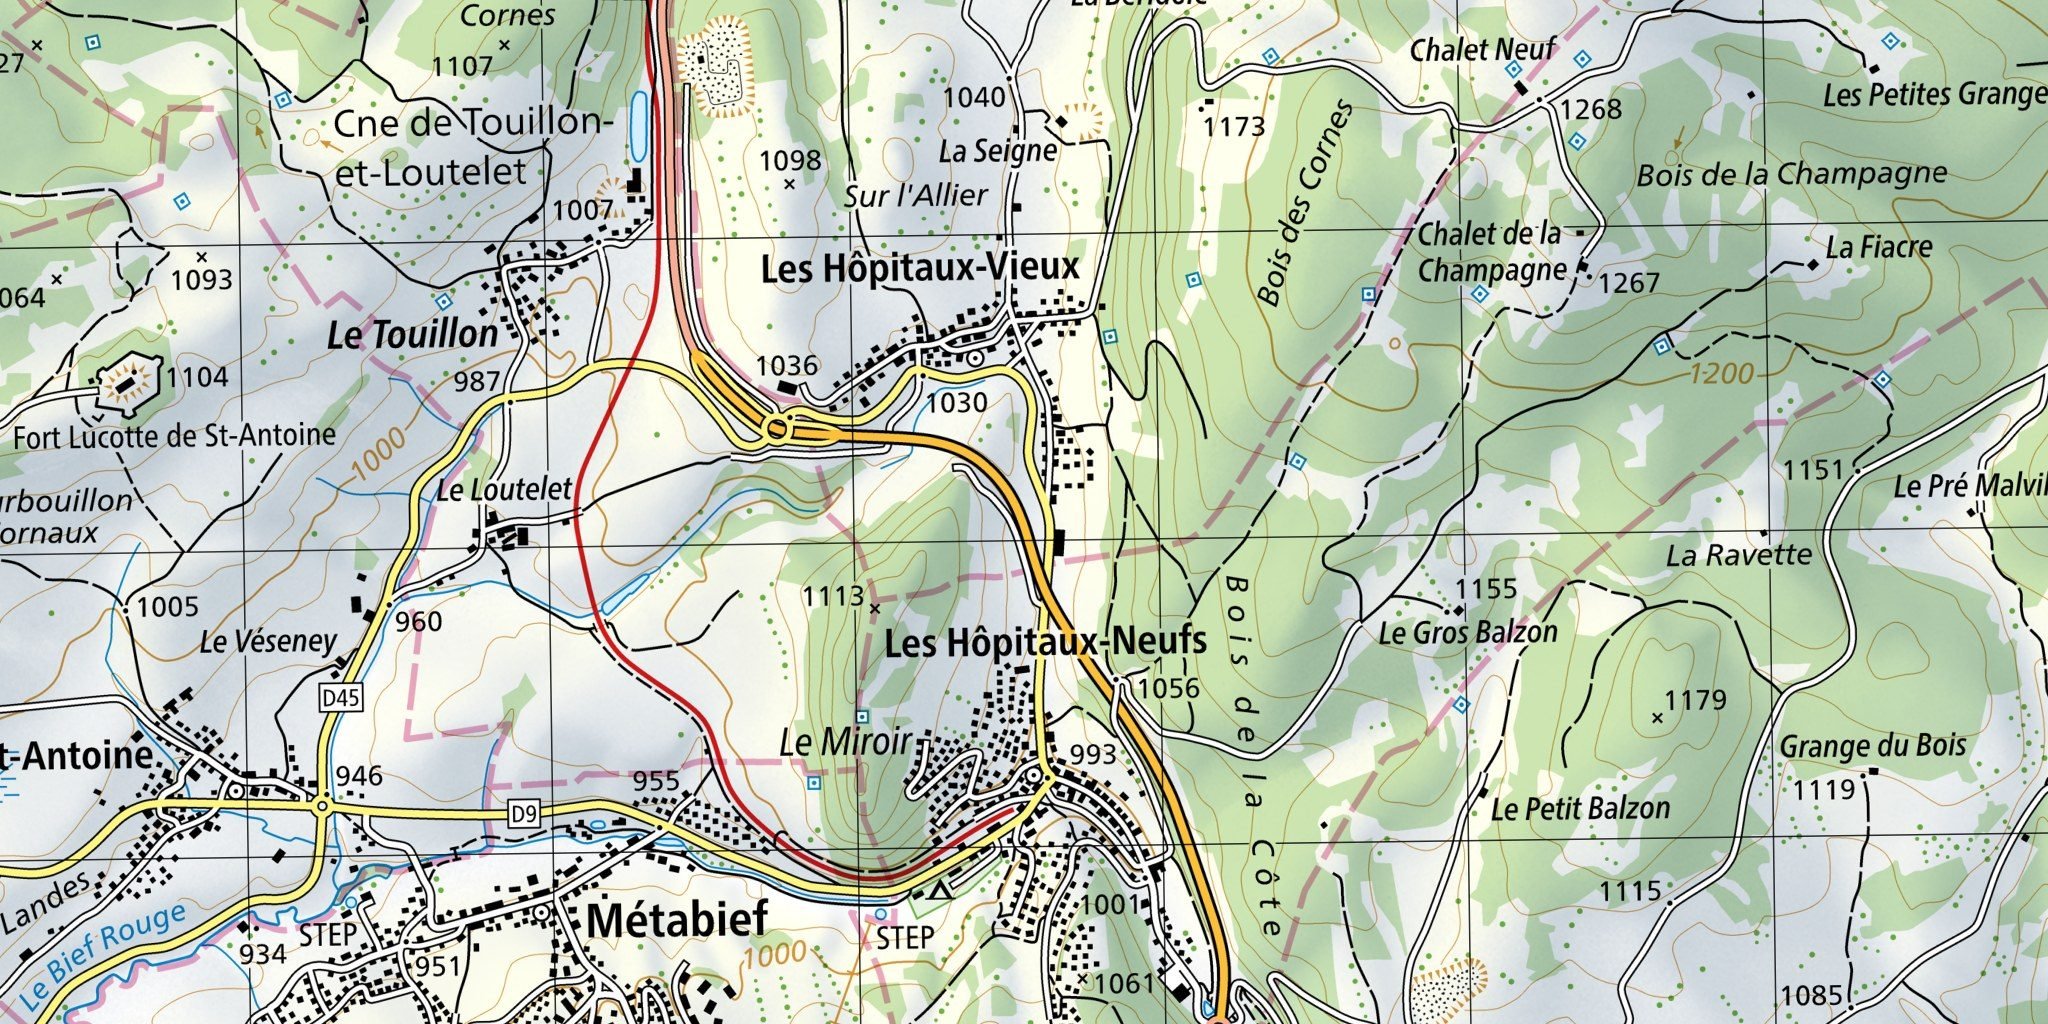 Cornes
1107
27
Cne de Touillon-
et-Loutelet
1007
1098
1040
La Seigne
Sur l'Allier
1173
Chalet Neuf
1268
Les Petites Grange
Bois des Cornes
Bois de la Champagne
Chalet de la
Champagne
1267
La Fiacre
1093
064
Les Hôpitaux-Vieux
Le Touillon
1036
987
1030
1104
Fort Lucotte de St-Antoine
1000
1200
1151
Le Pré Malvil
Le Loutelet
La Ravette
1005
960
Le Véseney
1113
Les Hôpitaux-Neufs
1056
Bois de la Côte
1155
Le Gros Balzon
1179
D45
t-Antoine
946
955
Le Miroir
993
Grange du Bois
1119
D9
Le Petit Balzon
Landes
Le Bief Rouge
934
STEP
951
Métabief
1000
STEP
1001
1061
1115
1085